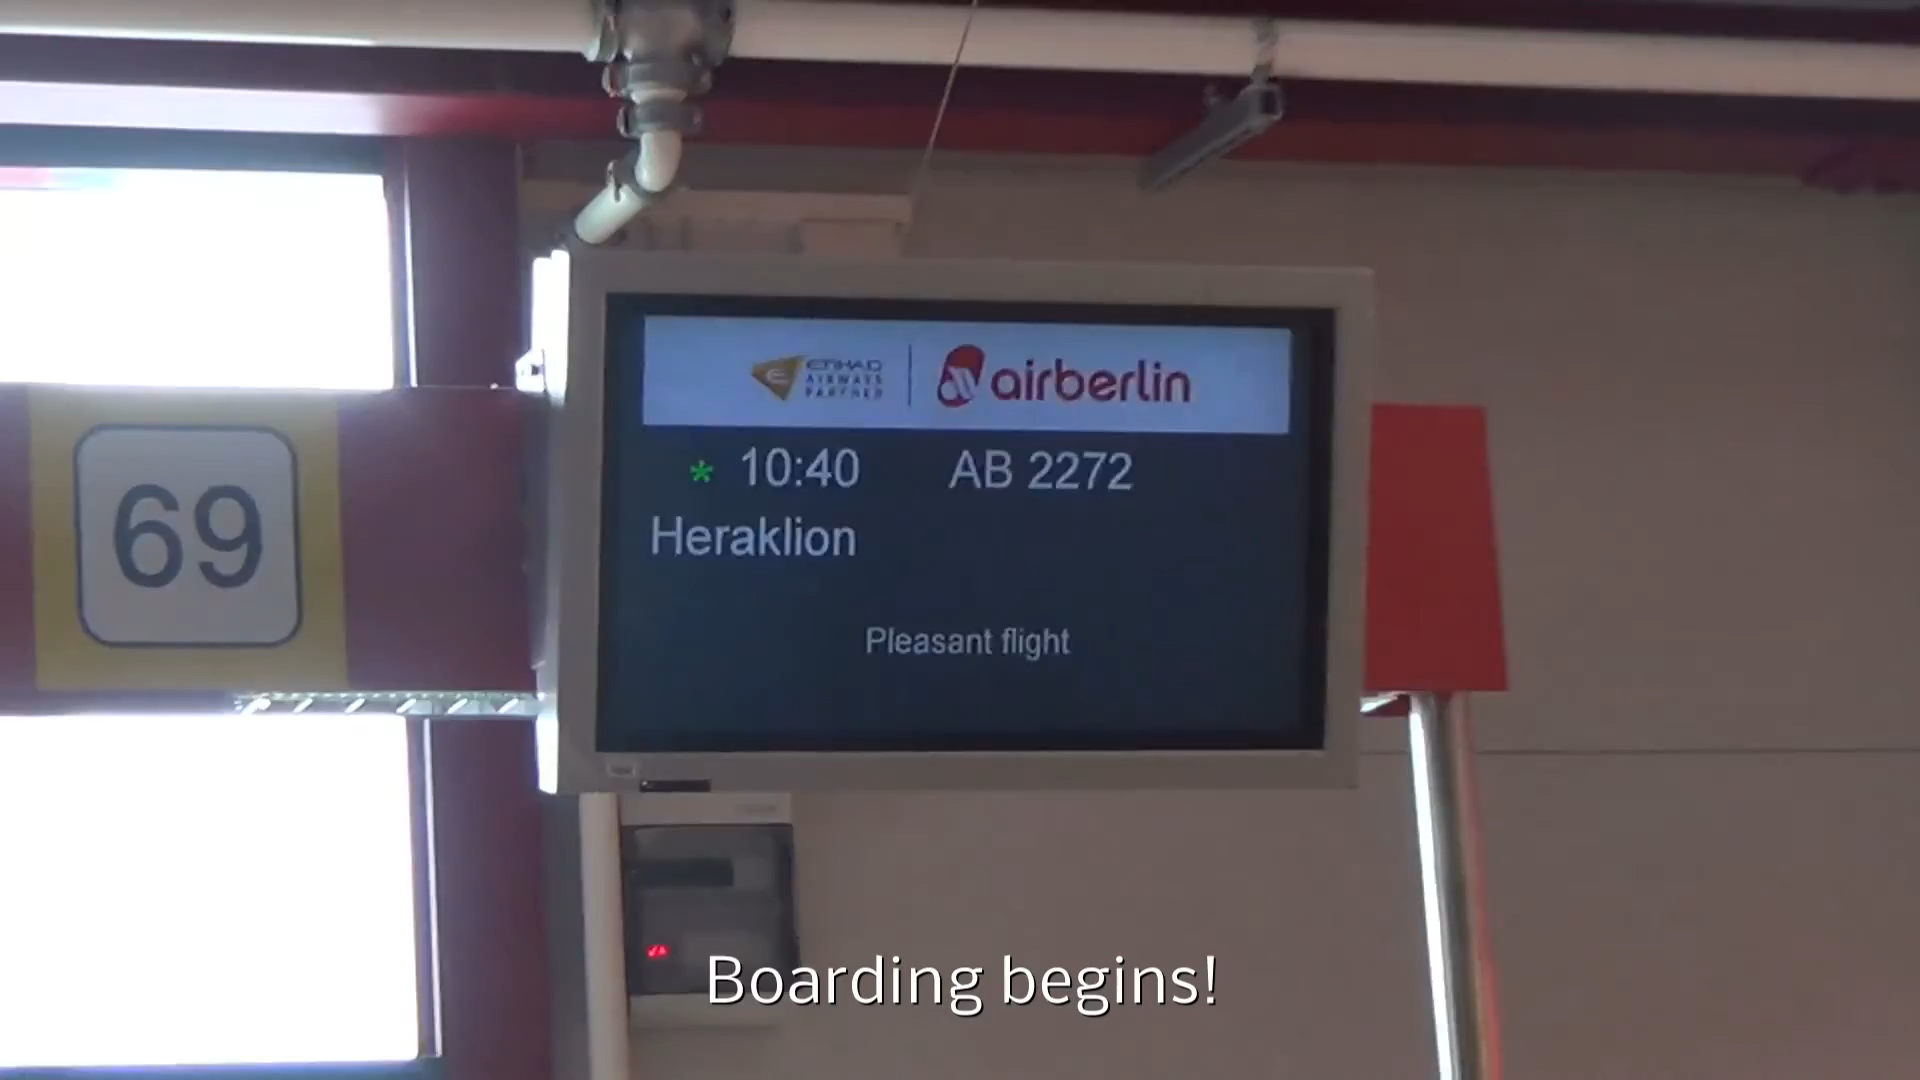 ETIHAD
AIRWAYS
PARTNER
airberlin
* 10:40 AB 2272
Heraklion
Pleasant flight
69
Boarding begins!